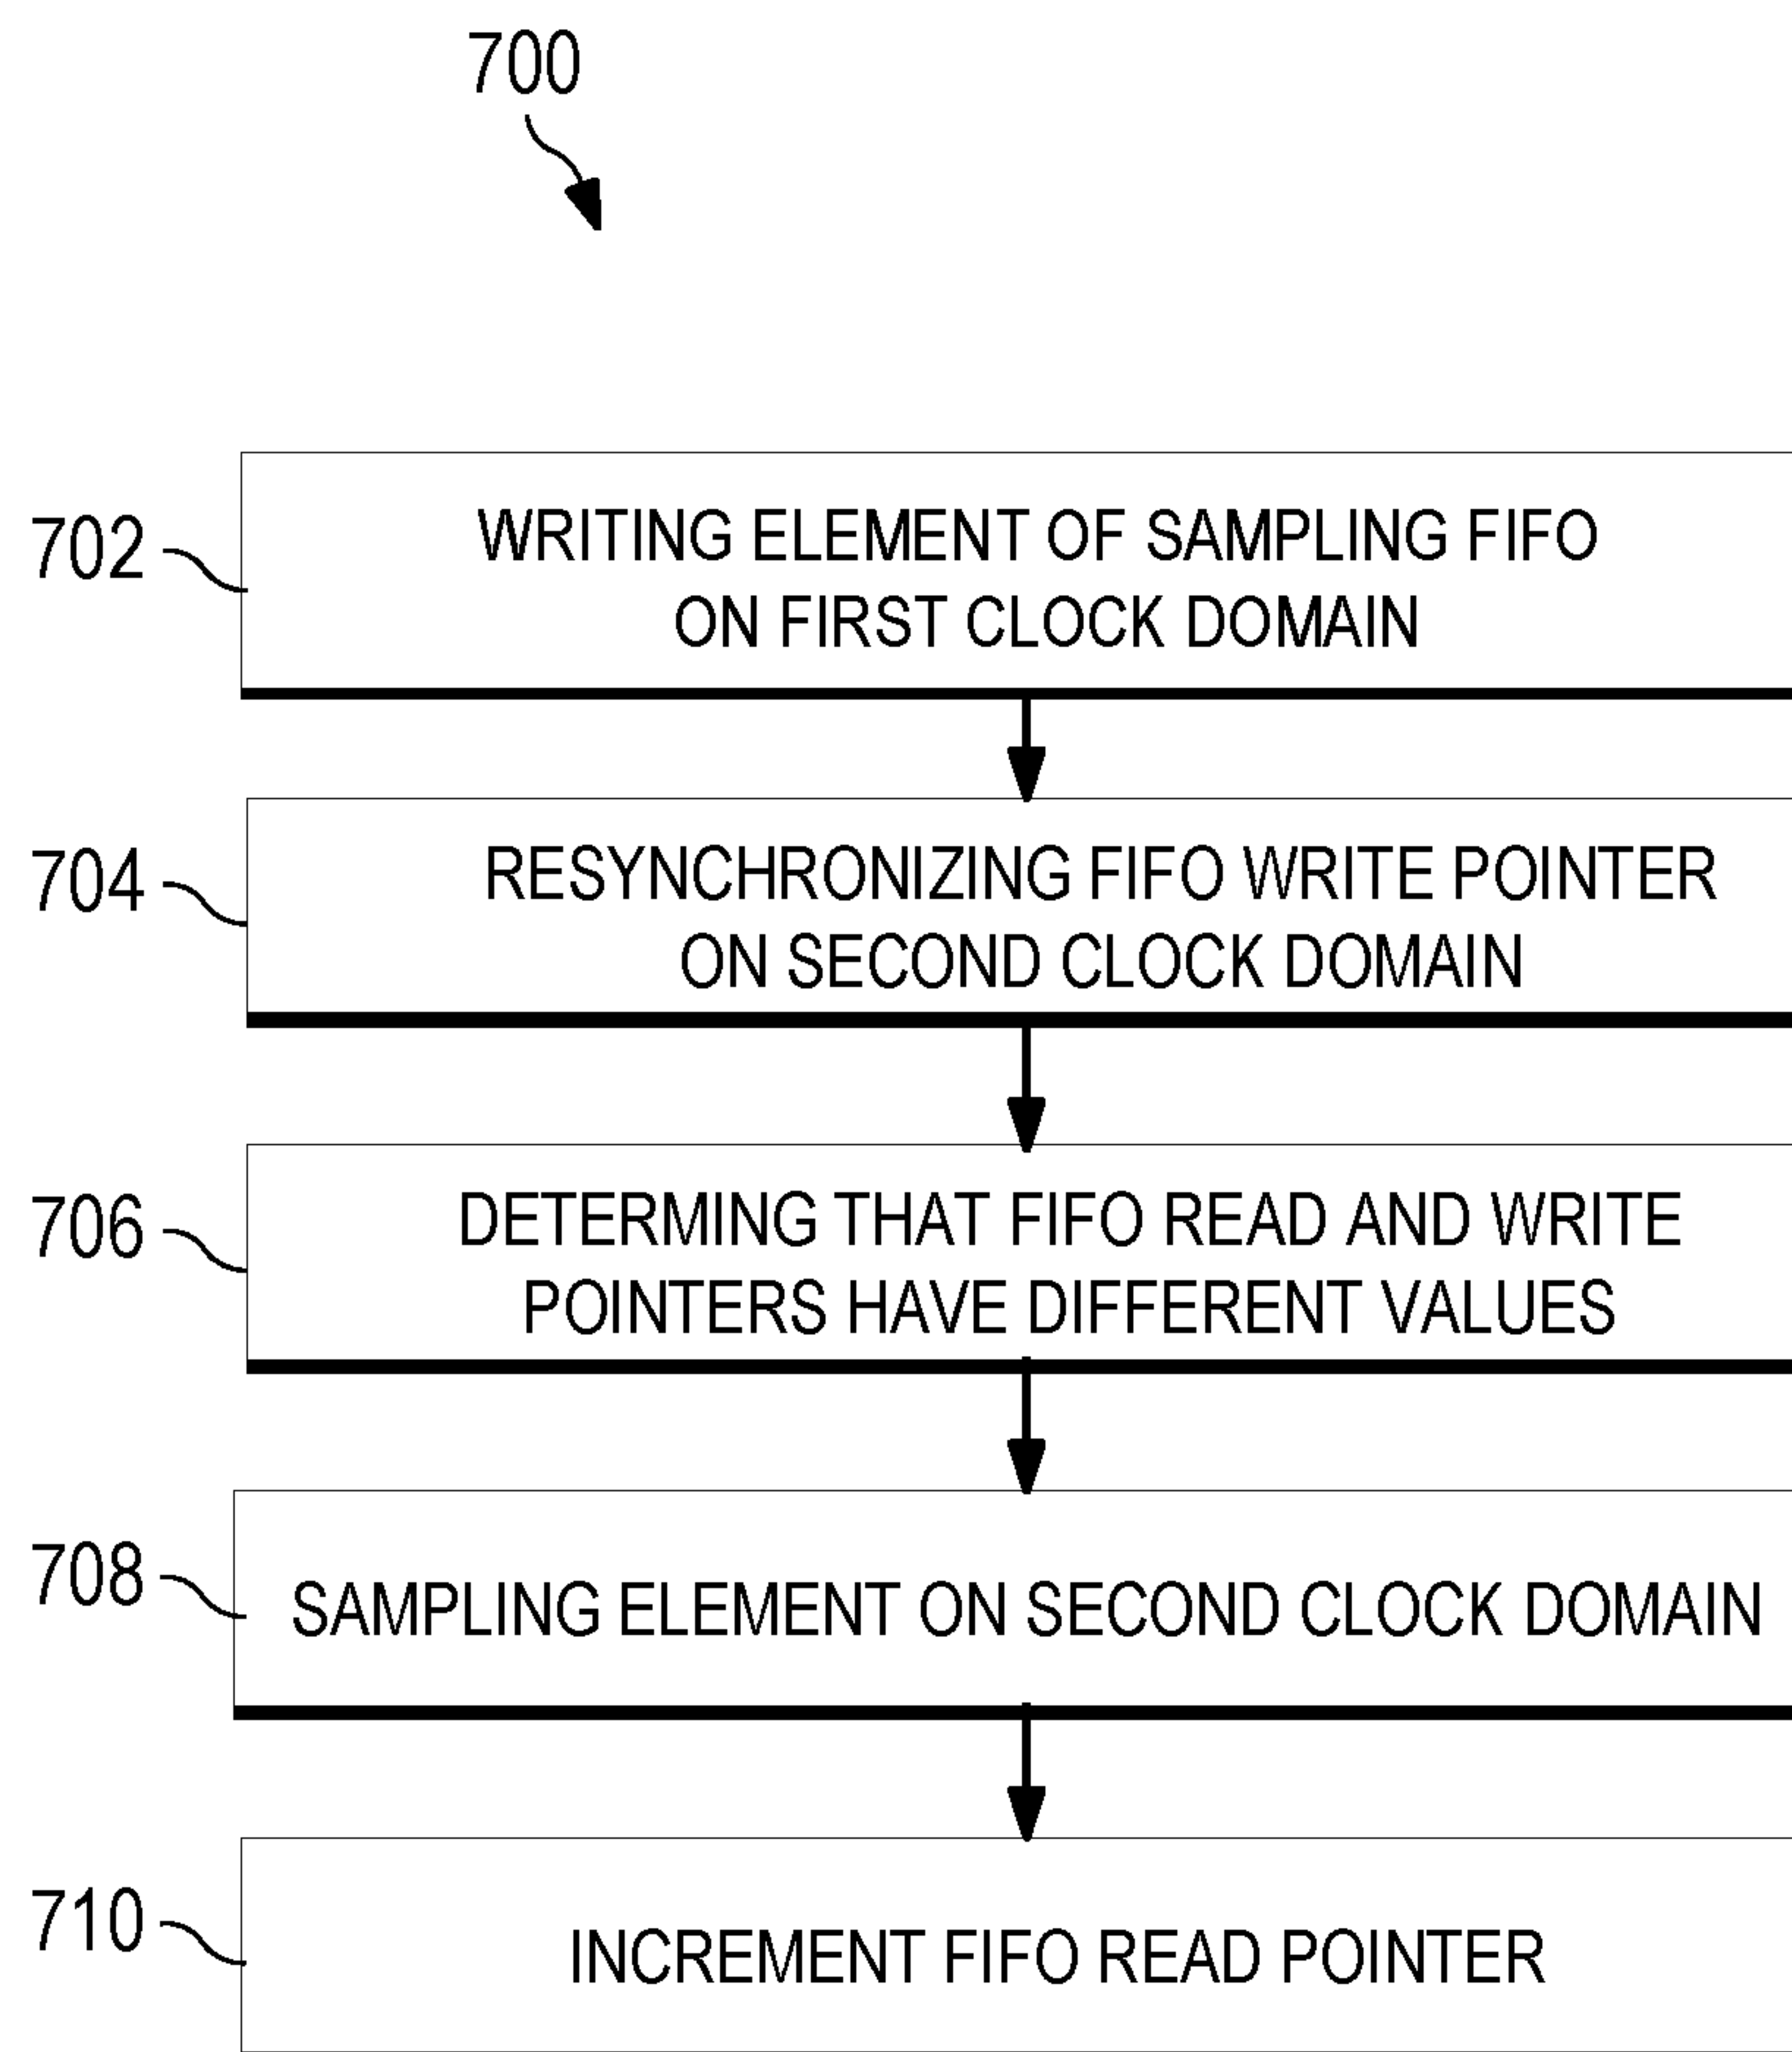 700
702
WRITING ELEMENT OF SAMPLING FIFO
ON FIRST CLOCK DOMAIN
704
RESYNCHRONIZING FIFO WRITE POINTER
ON SECOND CLOCK DOMAIN
706
DETERMIING THAT FIFO READ AND WRITE
POINTERS HAVE DIFFERENT VALUES
708
SAMPLING ELEMENT ON SECOND CLOCK DOMAIN
710
INCREMENT FIFO READ POINTER